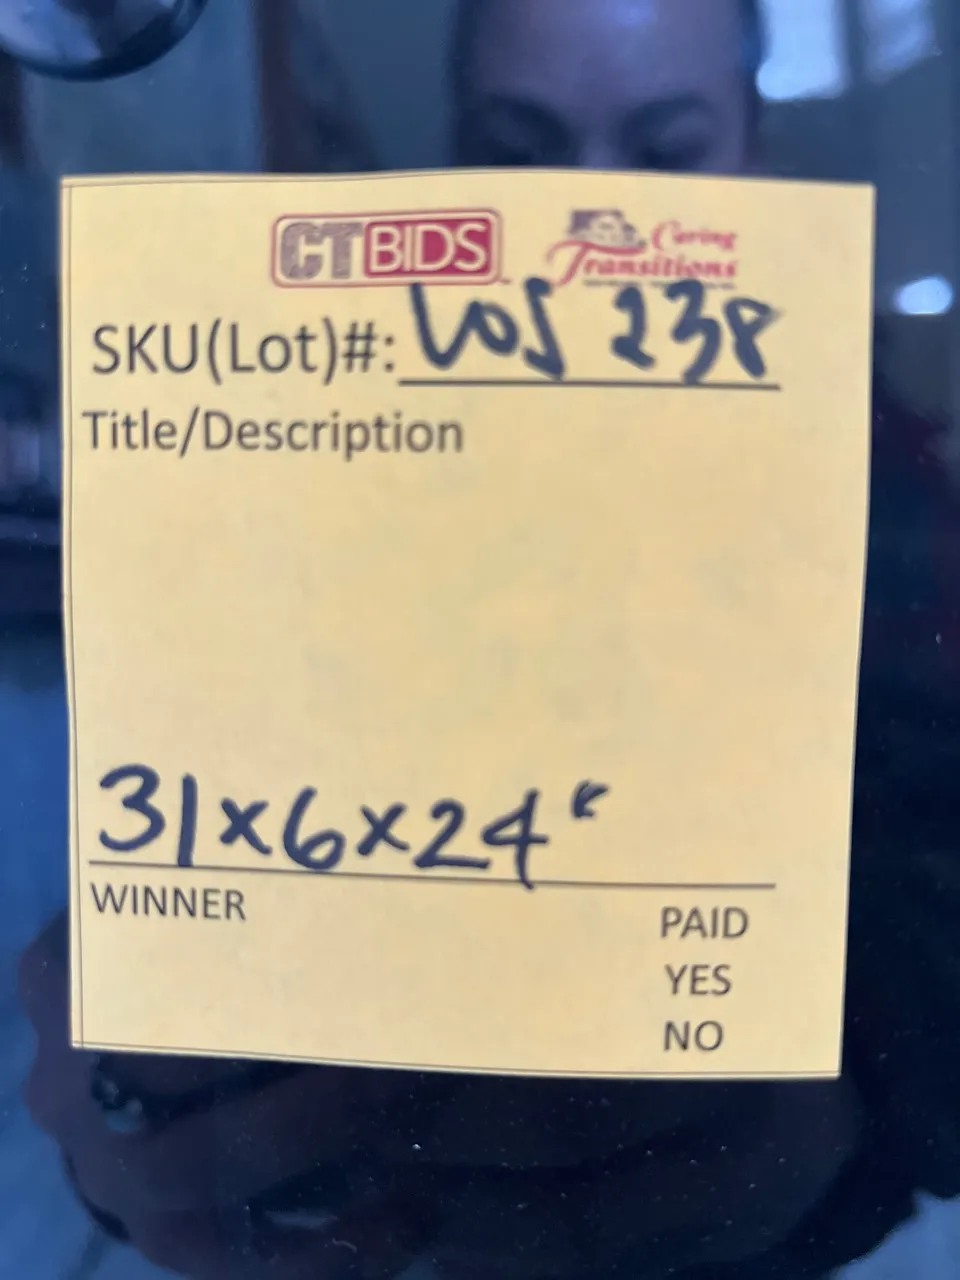 CTBIDS
Caring
Transitions
SKU(Lot)#: LOS 238
Title/Description
31x6x24"
WINNER
PAID
YES
NO